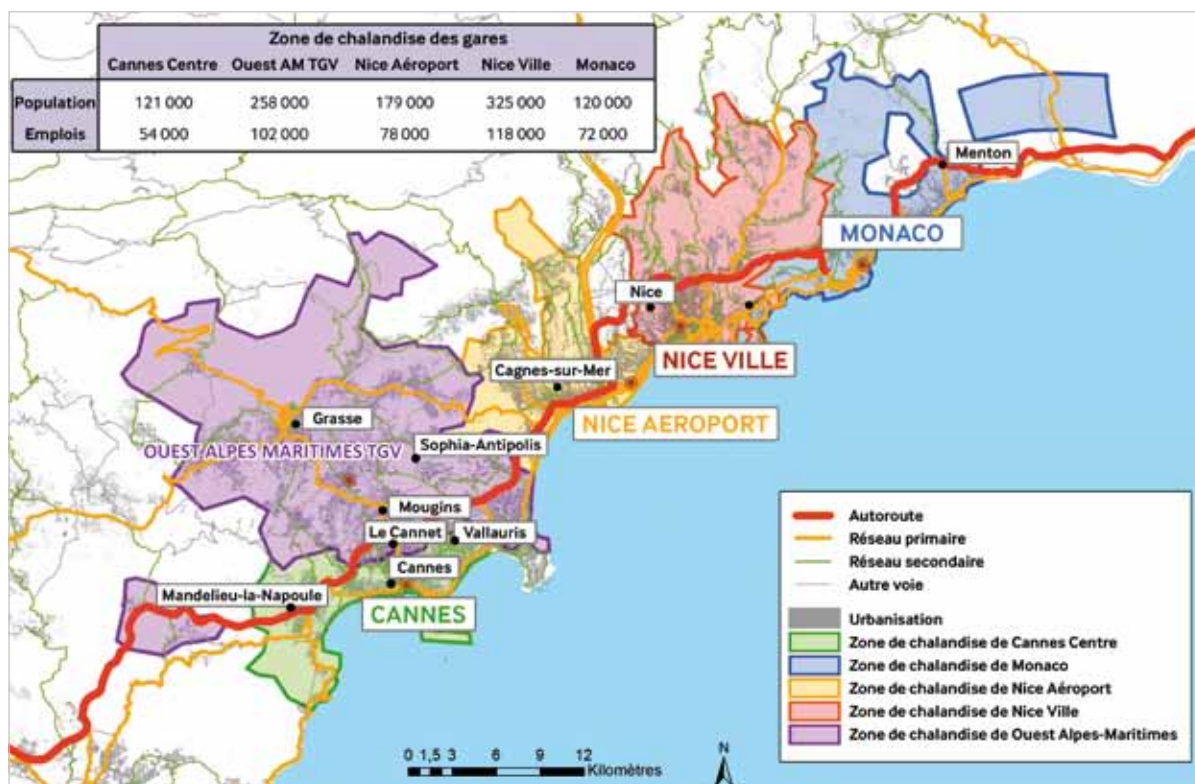 Zone de chalandise des gares
Cannes Centre Ouest AM TGV Nice Aéroport Nice Ville Monaco
Population 121 000 258 000 179 000 325 000 120 000
Emplois 54 000 102 000 78 000 118 000 72 000
Menton
MONACO
Nice
NICE VILLE
Cagnes-sur-Mer
NICE AEROPORT
Grasse
OUEST ALPES MARITIMES TGV
Sophia-Antipolis
Mougins
Le Cannet
Vallauris
Cannes
Mandelieu-la-Napoule
CANNES
Autoroute
Réseau primaire
Réseau secondaire
Autre voie
Urbanisation
Zone de chalandise de Cannes Centre
Zone de chalandise de Monaco
Zone de chalandise de Nice Aéroport
Zone de chalandise de Nice Ville
Zone de chalandise de Ouest Alpes-Maritimes
0 1,5 3 6 9 12
Kilomètres
N